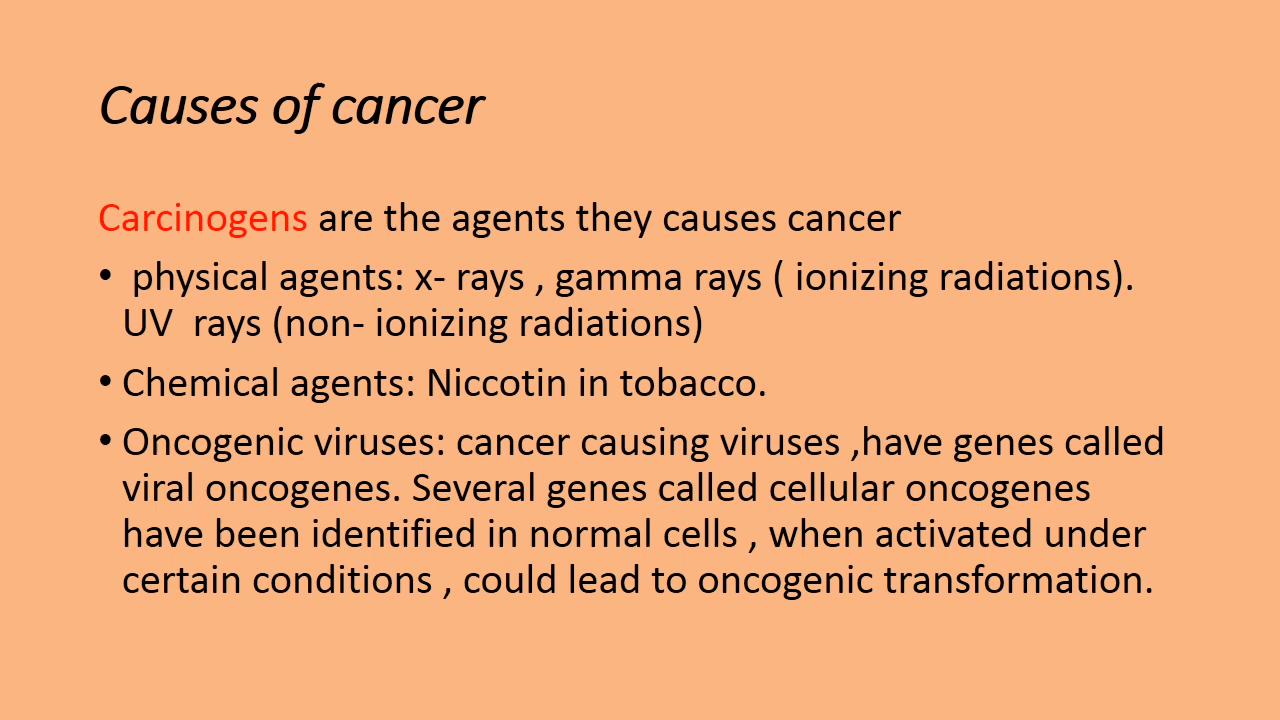 Causes of cancer
Carcinogens are the agents they causes cancer
• physical agents: x- rays , gamma rays ( ionizing radiations).
UV  rays (non- ionizing radiations)
• Chemical agents: Niccotin in tobacco.
• Oncogenic viruses: cancer causing viruses ,have genes called
viral oncogenes. Several genes called cellular oncogenes
have been identified in normal cells , when activated under
certain conditions , could lead to oncogenic transformation.